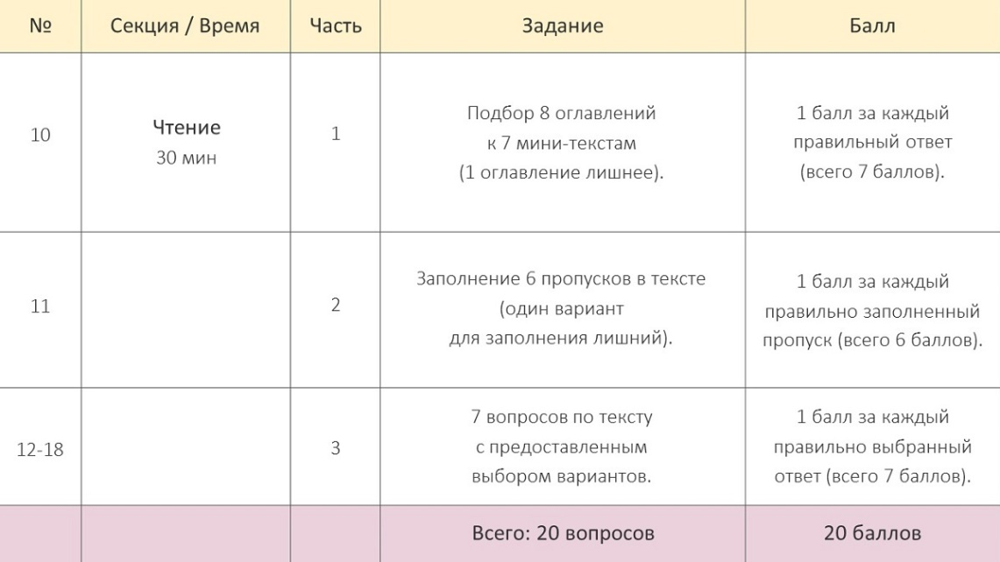 № Секция / Время Часть Задание Балл
10
Чтение
30 мин
1
Подбор 8 оглавлений
к 7 мини-текстам
(1 оглавление лишнее).
1 балл за каждый
правильный ответ
(всего 7 баллов).
11
2
Заполнение 6 пропусков в тексте
(один вариант
для заполнения лишний).
1 балл за каждый
правильно заполненный
пропуск (всего 6 баллов).
12-18
3
7 вопросов по тексту
с предоставленным
выбором вариантов.
1 балл за каждый
правильно выбранный
ответ (всего 7 баллов).
Всего: 20 вопросов 20 баллов